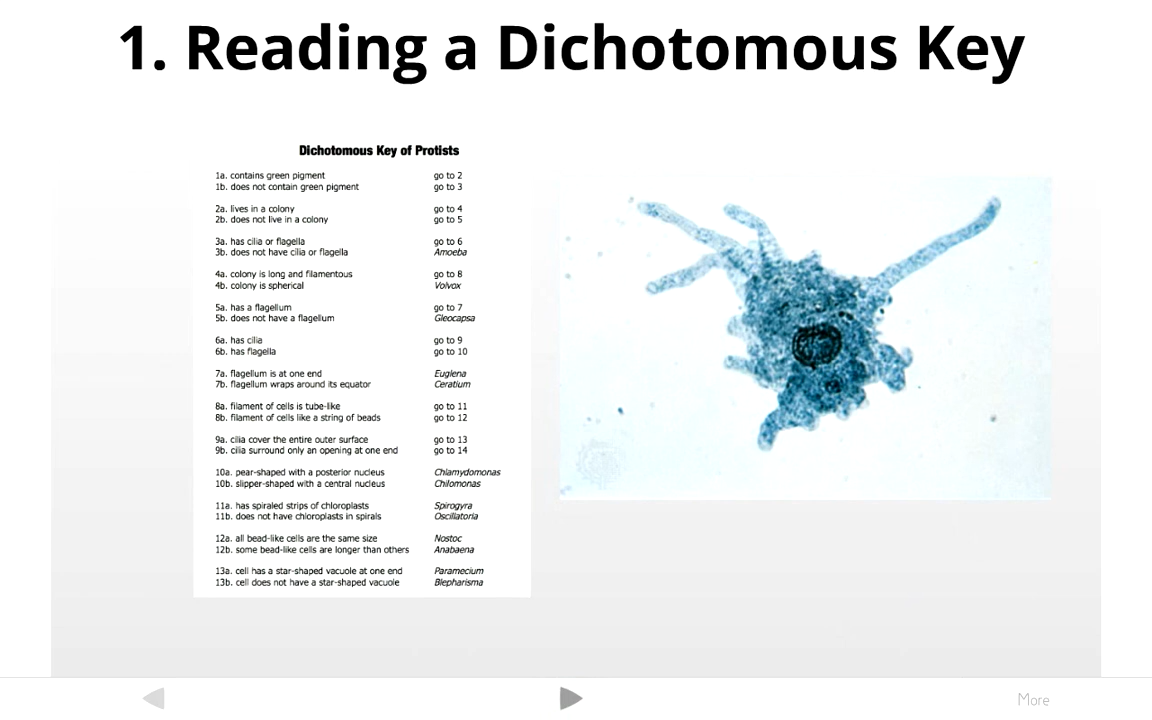 1. Reading a Dichotomous Key
Dichotomous Key of Protists
1a. contains green pigment go to 2
1b. does not contain green pigment go to 3
2a. lives in a colony go to 4
2b. does not live in a colony go to 5
3a. has cilia or flagella go to 6
3b. does not have cilia or flagella Amoeba
4a. colony is long and filamentous go to 8
4b. colony is spherical Volvox
5a. has a flagellum go to 7
5b. does not have a flagellum Gleocapsa
6a. has cilia go to 9
6b. has flagella go to 10
7a. flagellum is at one end Euglena
7b. flagellum wraps around its equator Ceratium
8a. filament of cells is tube-like go to 11
8b. filament of cells like a string of beads go to 12
9a. cilia cover the entire outer surface go to 13
9b. cilia surround only an opening at one end go to 14
10a. pear-shaped with a posterior nucleus Chlamydomonas
10b. slipper-shaped with a central nucleus Chilomonas
11a. has spiraled strips of chloroplasts Spirogyra
11b. does not have chloroplasts in spirals Oscillatoria
12a. all bead-like cells are the same size Nostoc
12b. some bead-like cells are longer than others Anabaena
13a. cell has a star-shaped vacuole at one end Paramecium
13b. cell does not have a star-shaped vacuole Blepharisma
More